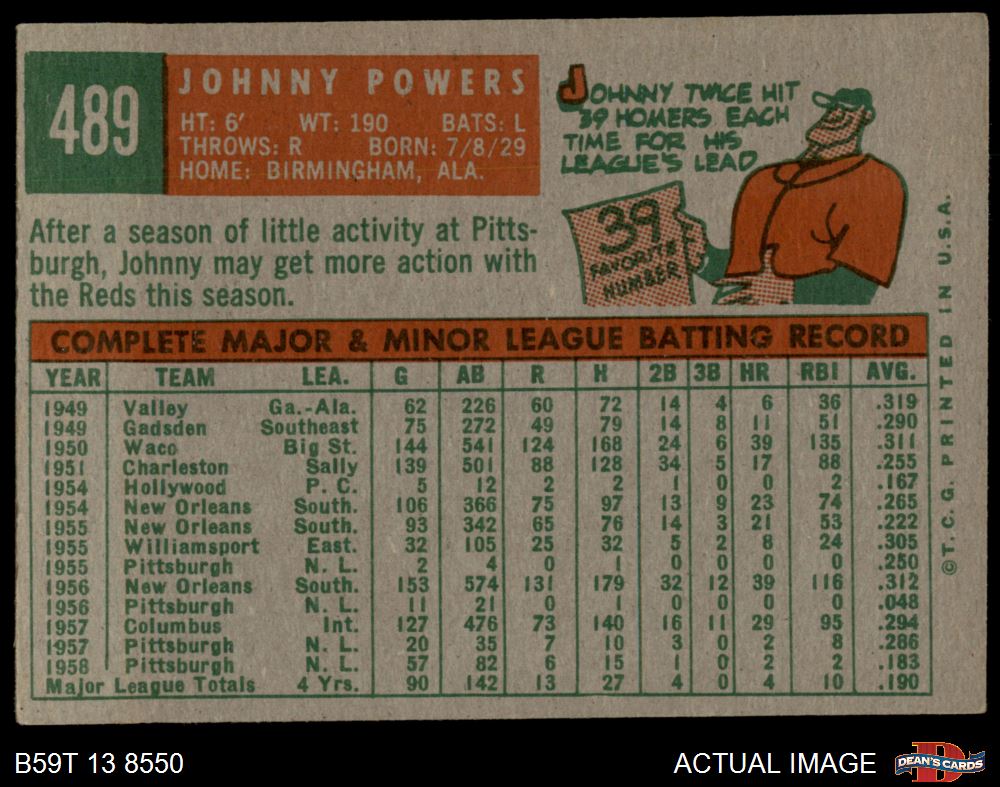 489
JOHNNY POWERS
HT: 6' WT: 190 BATS: L
THROWS: R BORN: 7/8/29
HOME: BIRMINGHAM, ALA.
JOHNNY TWICE HIT
39 HOMERS EACH
TIME FOR HIS
LEAGUE'S LEAD
39
FAVORITE
NUMBER
After a season of little activity at Pitts-
burgh, Johnny may get more action with
the Reds this season.
COMPLETE MAJOR & MINOR LEAGUE BATTING RECORD
YEAR TEAM LEA. G AB R H 2B 3B HR RBI AVG.
1949 Valley Ga.-Ala. 62 226 60 72 14 4 6 36 .319
1949 Gadsden Southeast 75 272 49 79 14 8 11 51 .290
1950 Waco Big St. 144 541 124 168 24 6 39 135 .311
1951 Charleston Sally 139 501 88 128 34 5 17 88 .255
1954 Hollywood P. C. 5 12 2 2 1 0 0 2 .167
1954 New Orleans South. 106 366 75 97 13 9 23 74 .265
1955 New Orleans South. 93 342 65 76 14 3 21 53 .222
1955 Williamsport East. 32 105 25 32 5 2 8 24 .305
1955 Pittsburgh N. L. 2 4 0 1 0 0 0 0 .250
1956 New Orleans South. 153 574 131 179 32 12 39 116 .312
1956 Pittsburgh N. L. 11 21 0 1 0 0 0 0 .048
1957 Columbus Int. 127 476 73 140 16 11 29 95 .294
1957 Pittsburgh N. L. 20 35 7 10 3 0 2 8 .286
1958 Pittsburgh N. L. 57 82 6 15 1 0 2 2 .183
Major League Totals 4 Yrs. 90 142 13 27 4 0 4 10 .190
©T. C. G. PRINTED IN U.S.A.
B59T 13 8550
ACTUAL IMAGE
DEAN'S CARDS